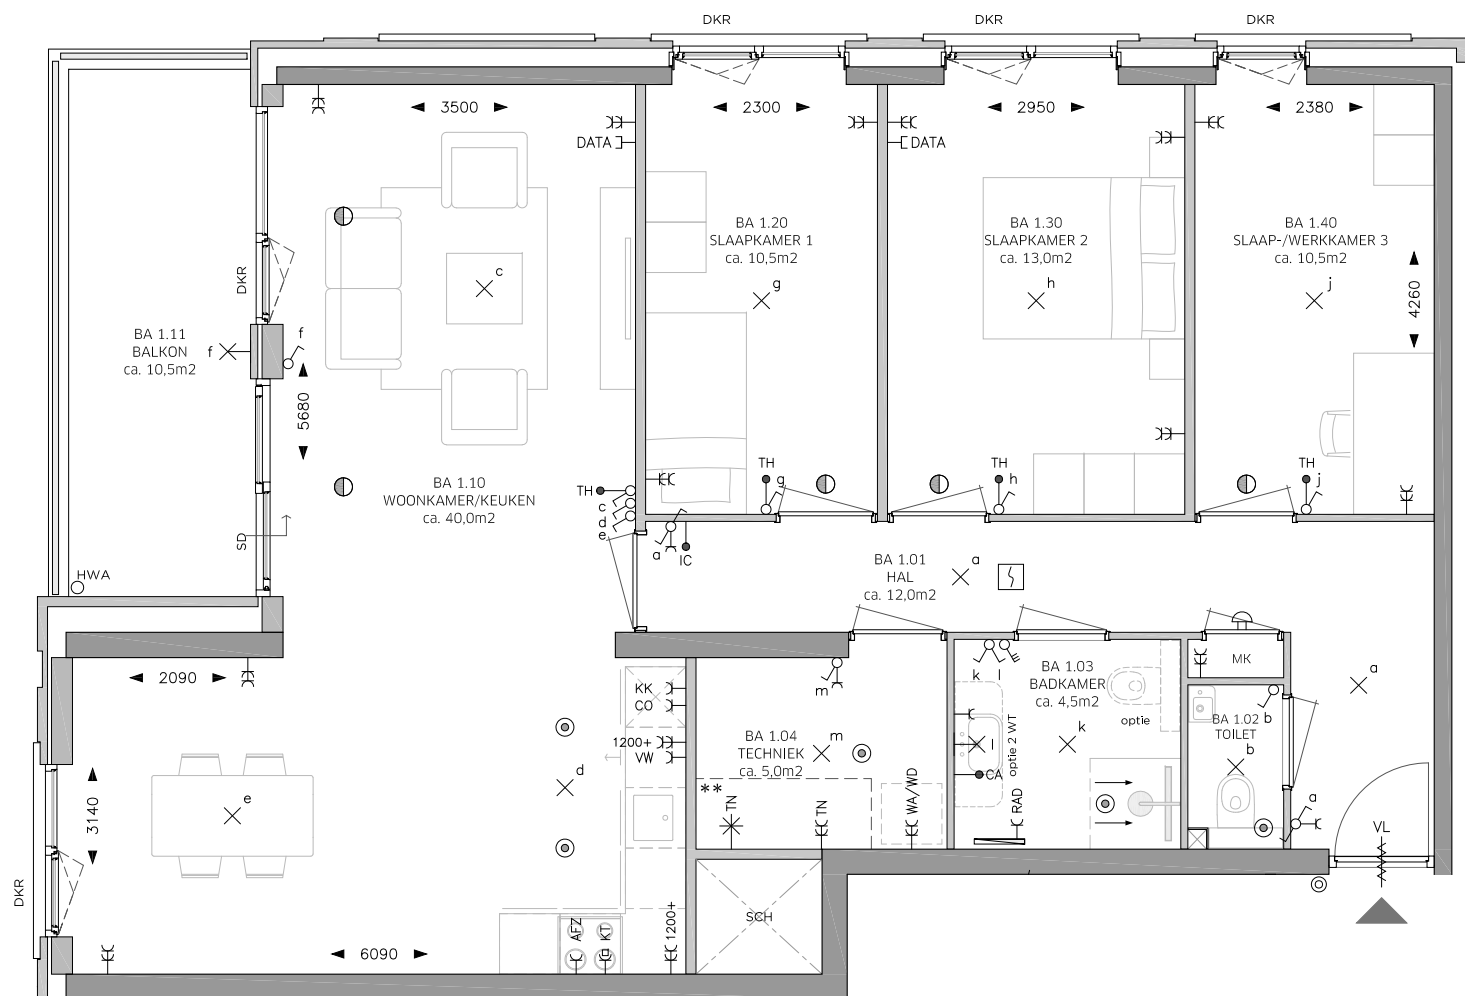 DKR
DKR
DKR
3500
2300
2950
2380
DATA
DATA
BA 1.20
SLAAPKAMER 1
ca. 10,5m2
g
BA 1.30
SLAAPKAMER 2
ca. 13,0m2
h
BA 1.40
SLAAP-/WERKKAMER 3
ca. 10,5m2
j
4260
c
DKR
BA 1.11
BALKON
ca. 10,5m2
f
f
5680
BA 1.10
WOONKAMER/KEUKEN
ca. 40,0m2
TH
c
d
e
TH
g
TH
h
TH
j
SD
HWA
a
IC
BA 1.01
HAL
ca. 12,0m2
a
2090
KK
CO
1200+
VW
d
m
BA 1.04
TECHNIEK
ca. 5,0m2
m
**
TN
TN
WA/WD
k
l
BA 1.03
BADKAMER
ca. 4,5m2
optie
k
l
optie 2 WT
CA
RAD
MK
b
BA 1.02
TOILET
b
a
a
VL
e
3140
DKR
6090
AFZ
KT
1200+
SCH